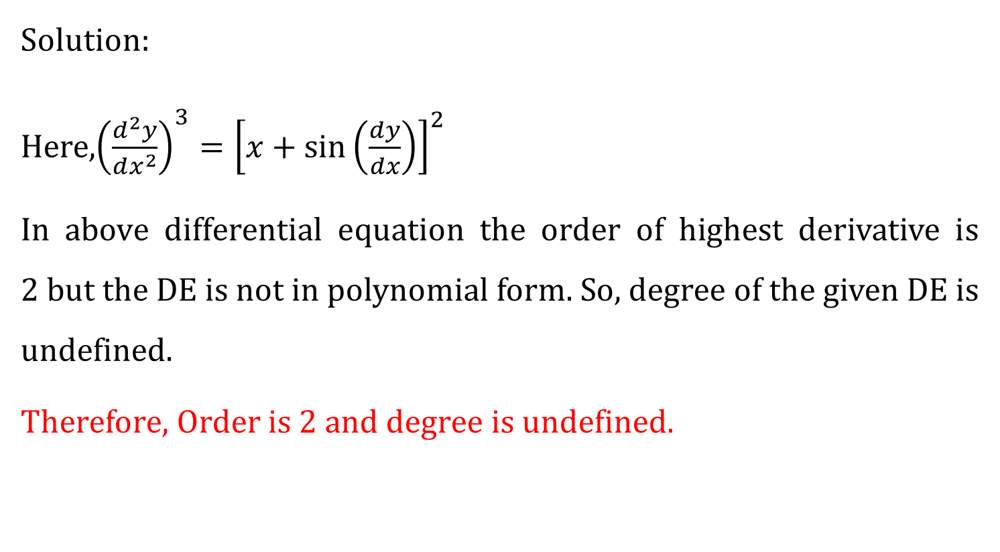 Solution:
Here, $\left(\frac{d^2y}{dx^2}\right)^3 = \left[x + \sin\left(\frac{dy}{dx}\right)\right]^2$
In above differential equation the order of highest derivative is
2 but the DE is not in polynomial form. So, degree of the given DE is
undefined.
Therefore, Order is 2 and degree is undefined.